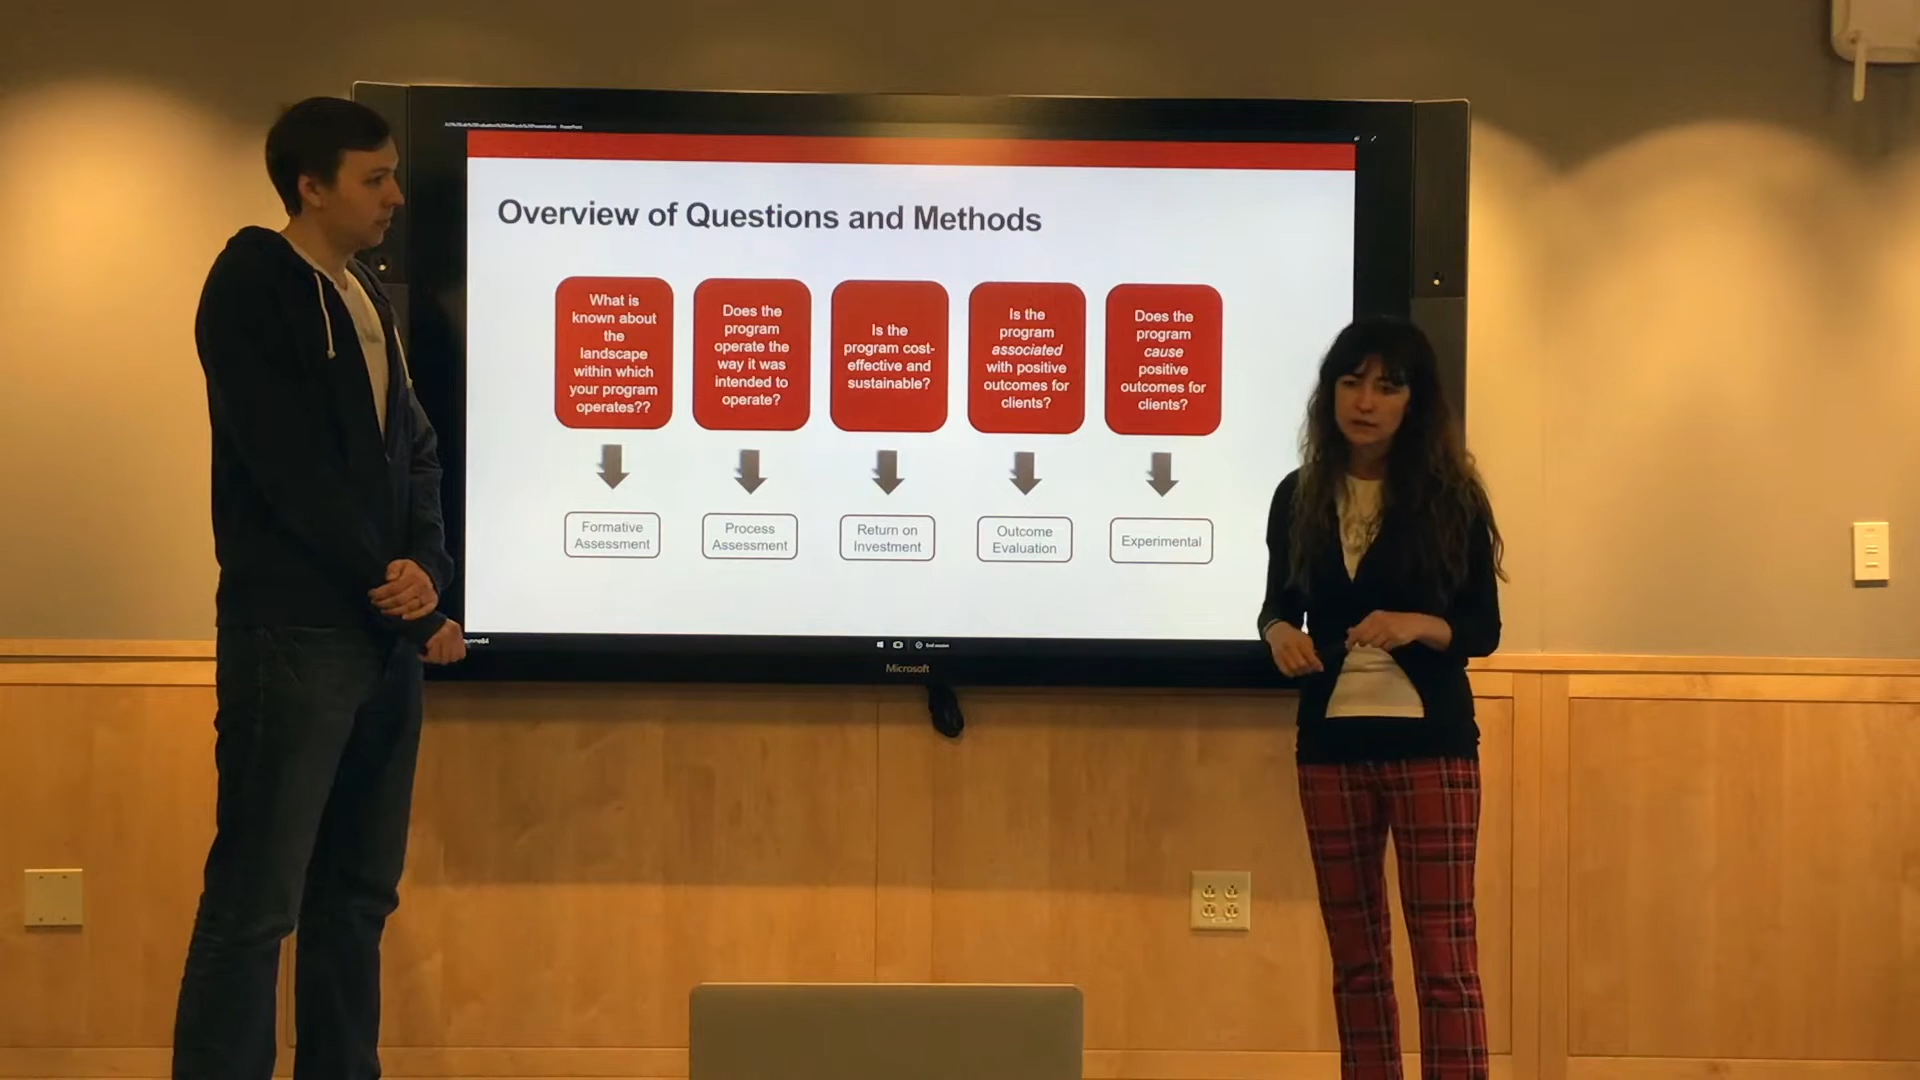 Overview of Questions and Methods
What is
known about
the
landscape
within which
your program
operates??
Does the
program
operate the
way it was
intended to
operate?
Is the
program cost-
effective and
sustainable?
Is the
program
associated
with positive
outcomes for
clients?
Does the
program
cause
positive
outcomes for
clients?
Formative
Assessment
Process
Assessment
Return on
Investment
Outcome
Evaluation
Experimental
End session
Microsoft